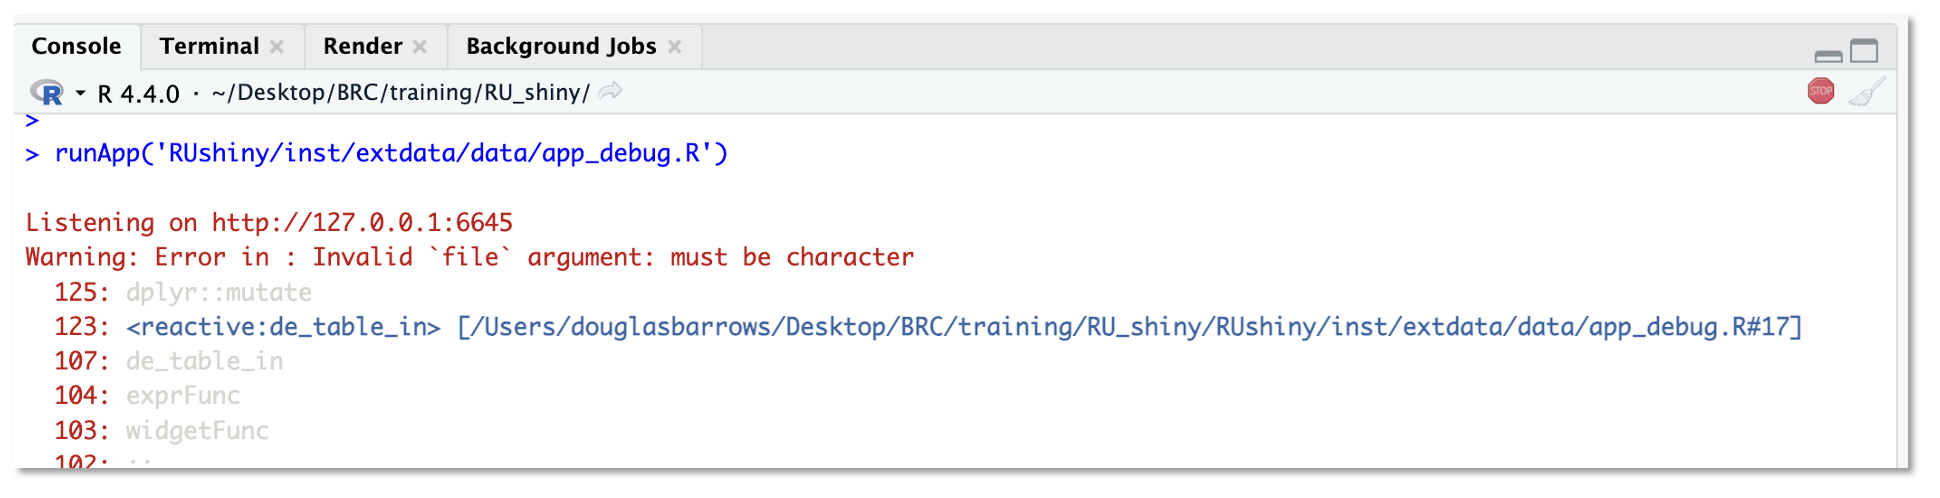 Console Terminal × Render × Background Jobs ×
R R 4.4.0 · ~/Desktop/BRC/training/RU_shiny/ STOP
>
> runApp('RUshiny/inst/extdata/data/app_debug.R')
Listening on http://127.0.0.1:6645
Warning: Error in : Invalid `file` argument: must be character
125: dplyr::mutate
123: <reactive:de_table_in> [/Users/douglasbarrows/Desktop/BRC/training/RU_shiny/RUshiny/inst/extdata/data/app_debug.R#17]
107: de_table_in
104: exprFunc
103: widgetFunc
102: ::